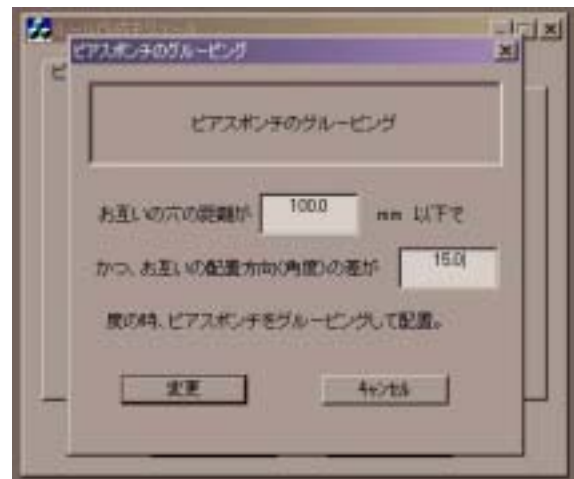 ピアスポンチのグルーピング
ピアスポンチのグルーピング
お互いの穴の距離が 100.0 mm 以下で
かつ、お互いの配置方向(角度)の差が 15.0
度の時、ピアスポンチをグルーピングして配置。
変更 キャンセル